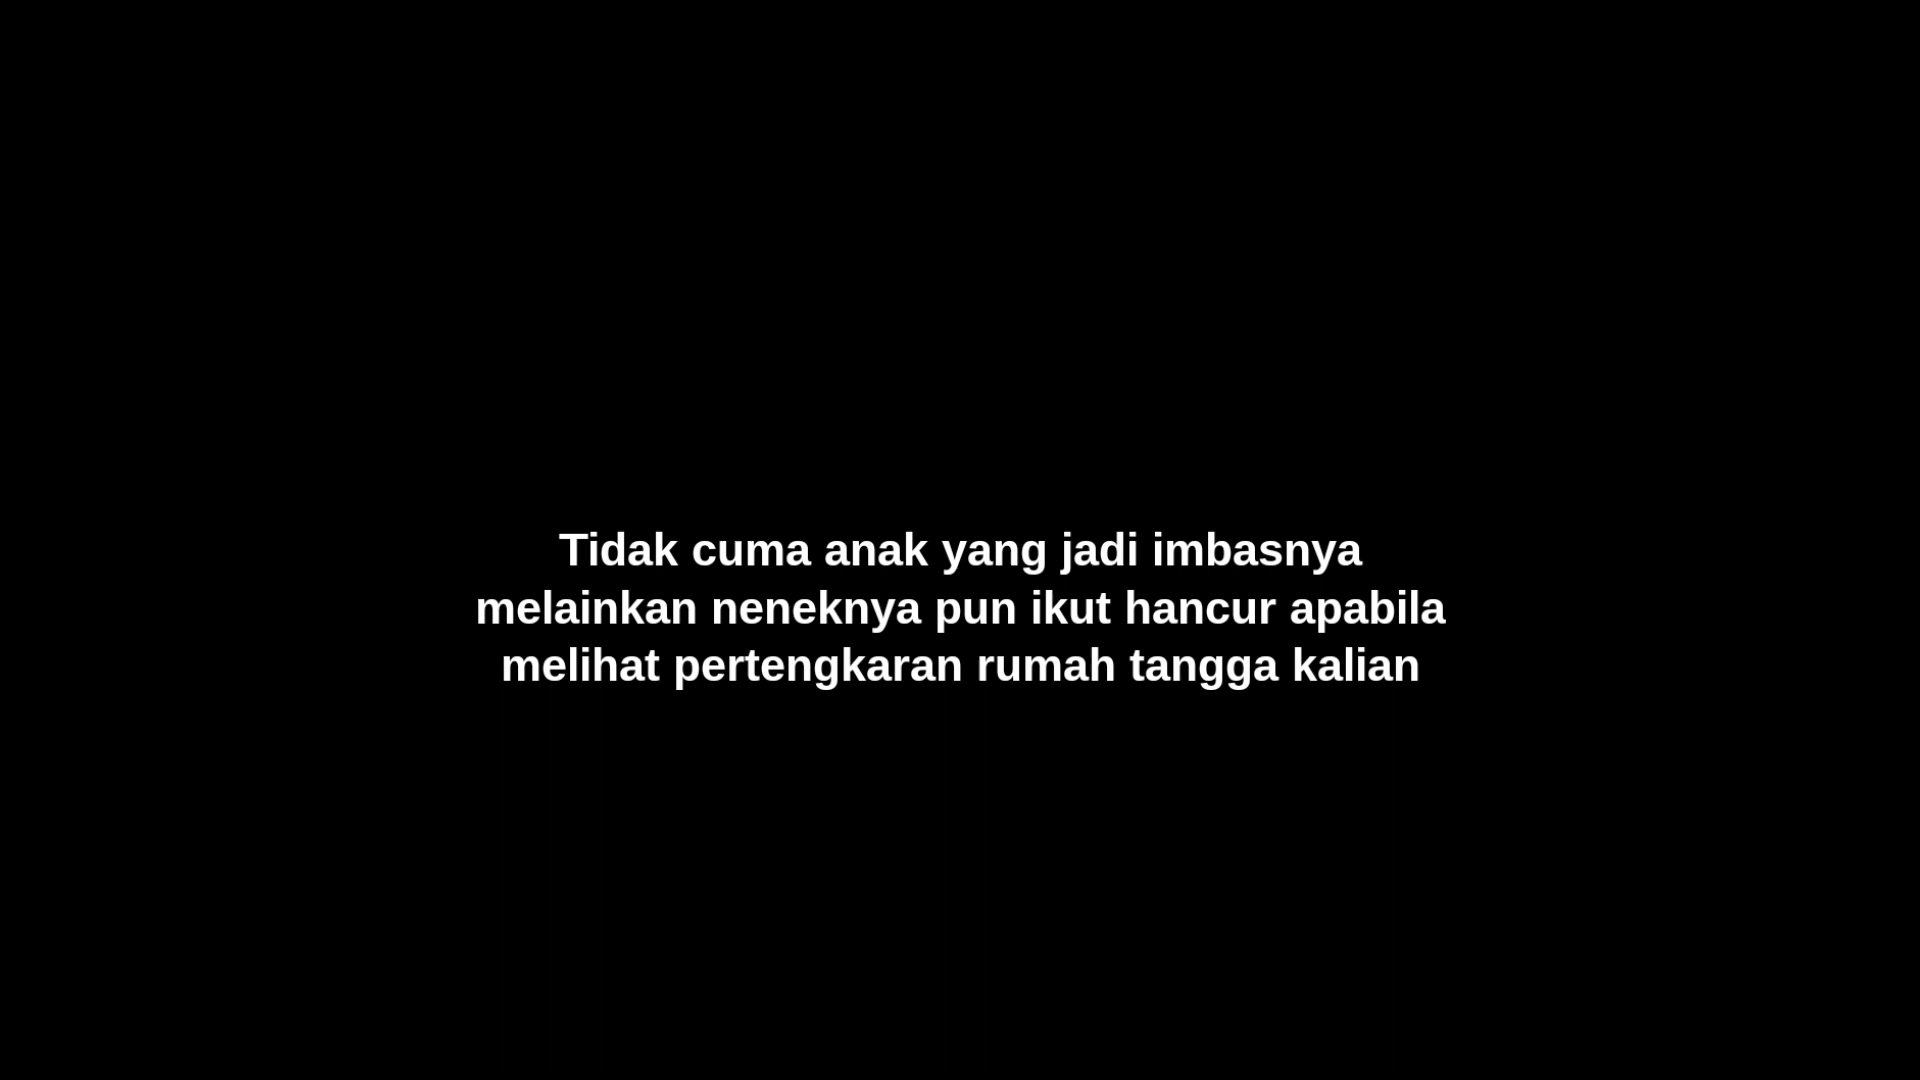 Tidak cuma anak yang jadi imbasnya
melainkan neneknya pun ikut hancur apabila
melihat pertengkaran rumah tangga kalian